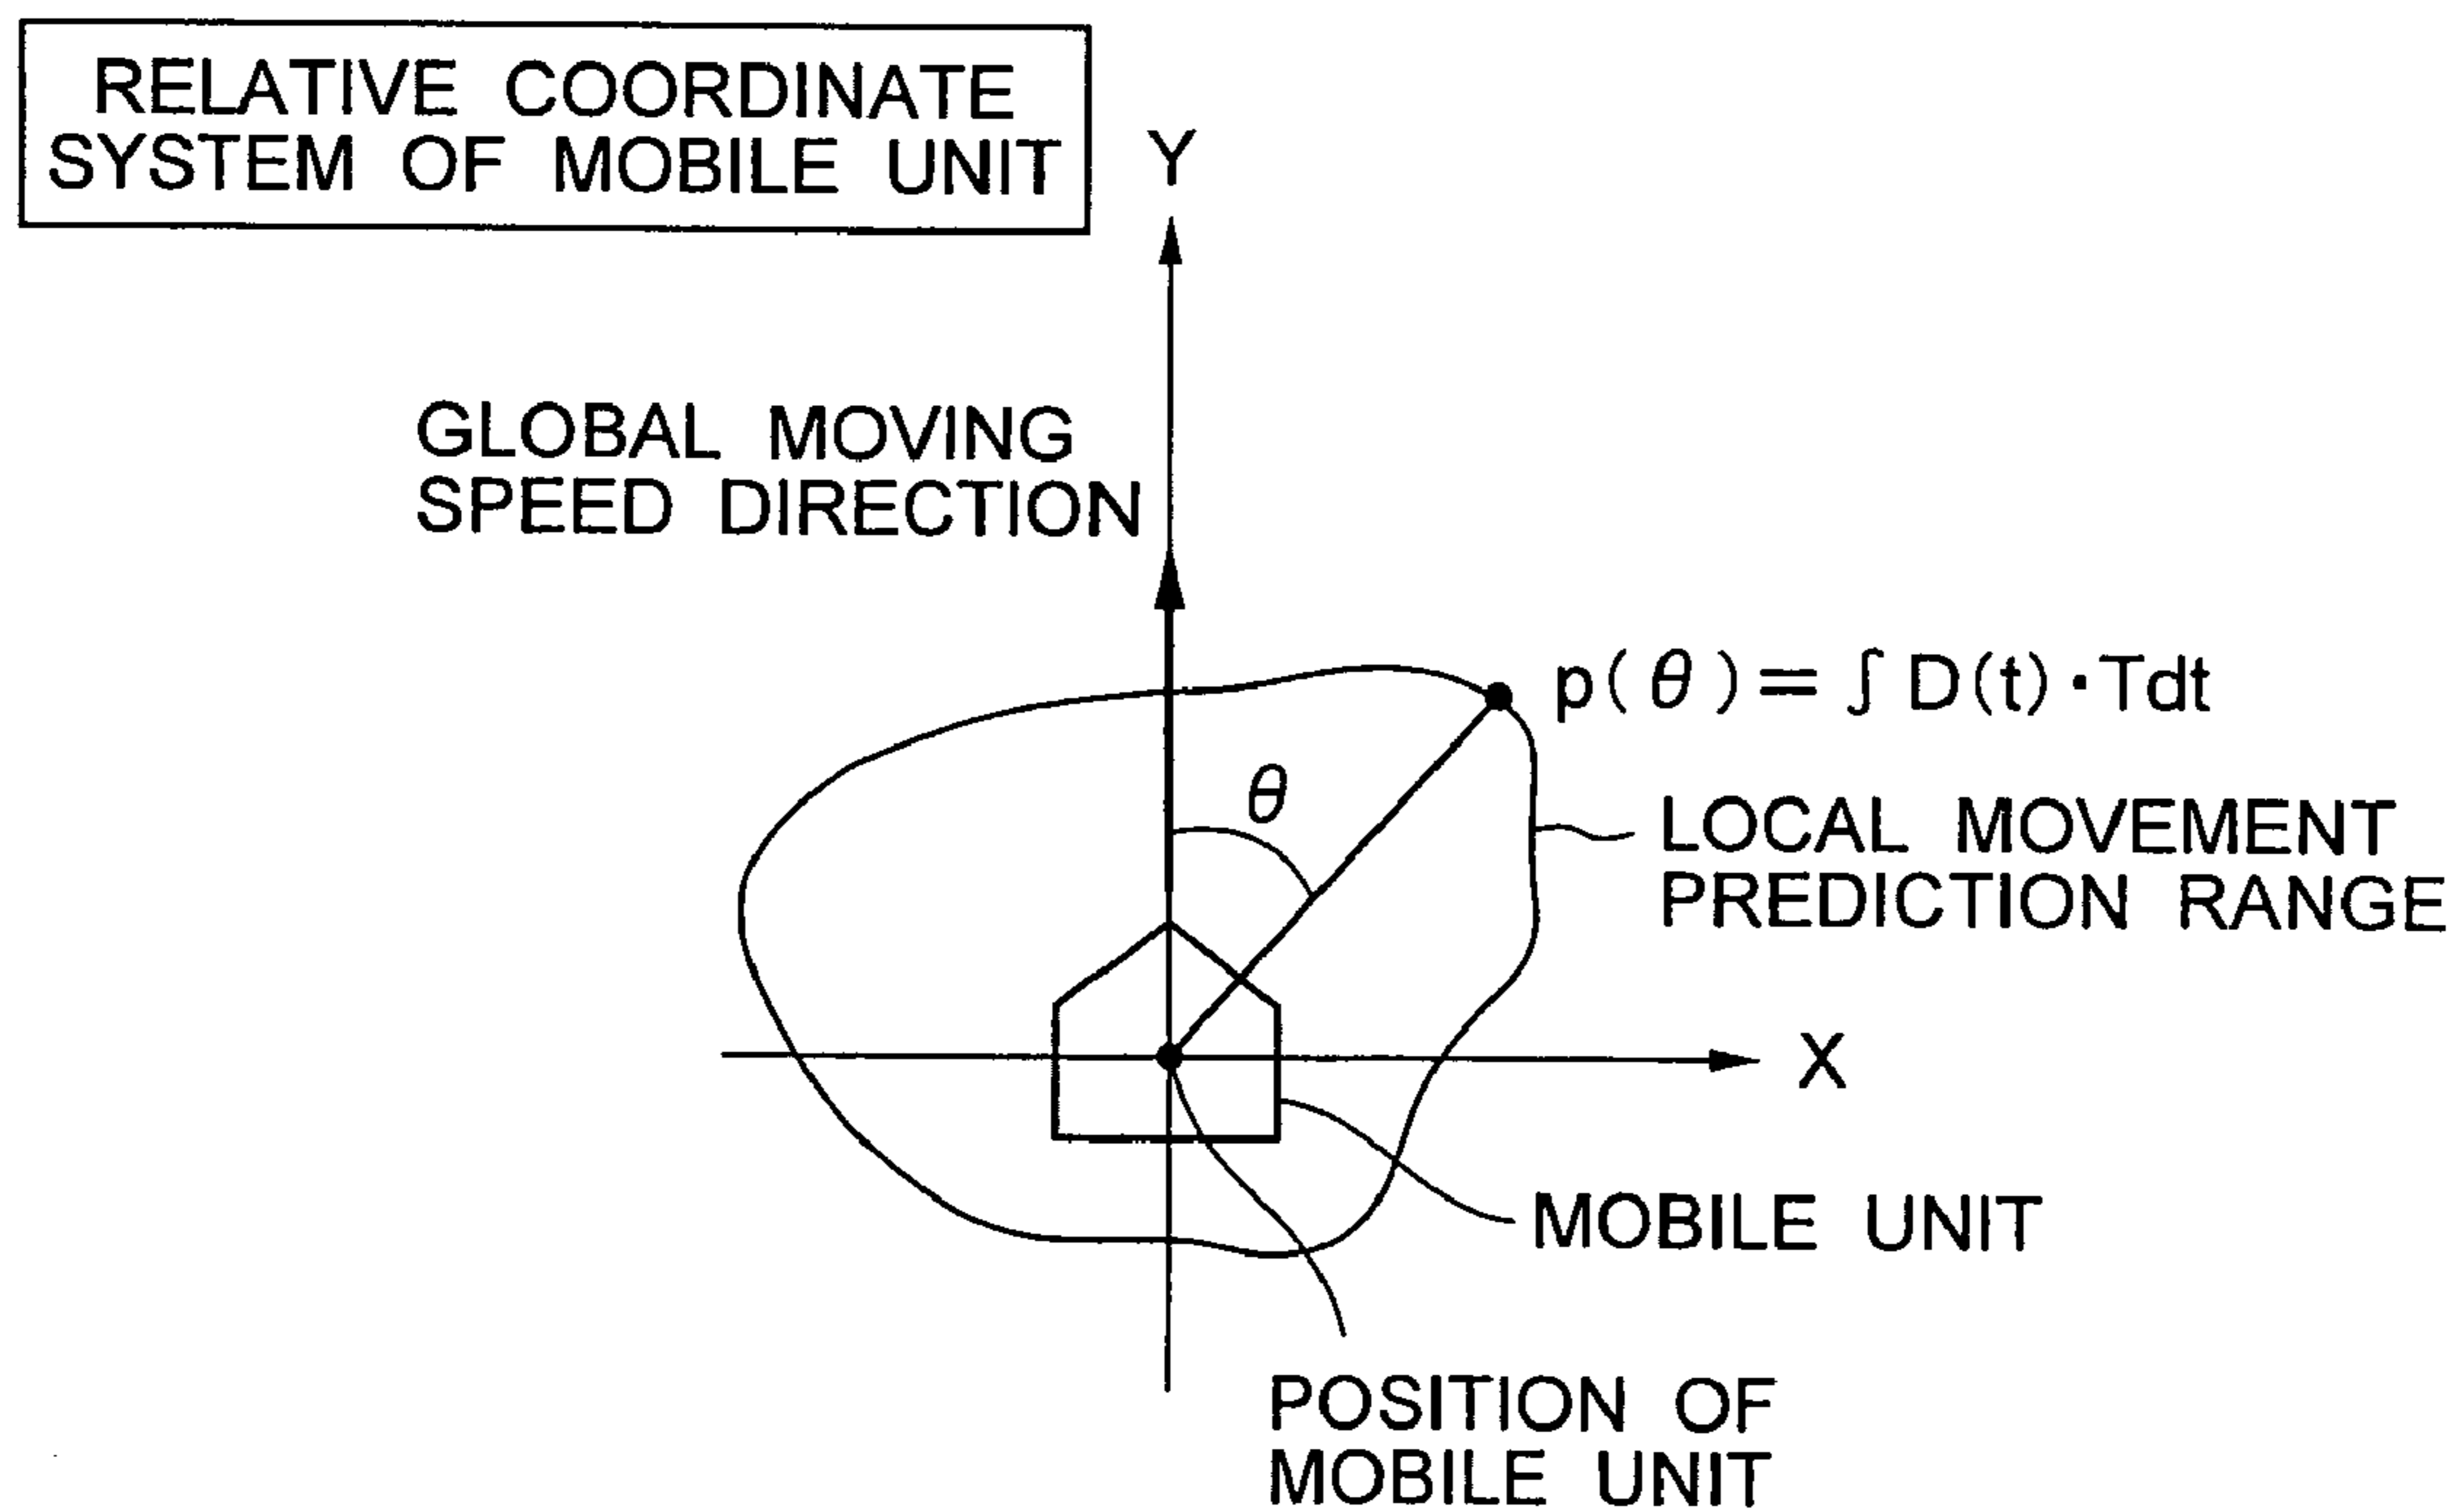 RELATIVE COORDINATE
SYSTEM OF MOBILE UNIT
Y
GLOBAL MOVING
SPEED DIRECTION
p(θ)=∫D(t)・Tdt
θ
LOCAL MOVEMENT
PREDICTION RANGE
X
MOBILE UNIT
POSITION OF
MOBILE UNIT